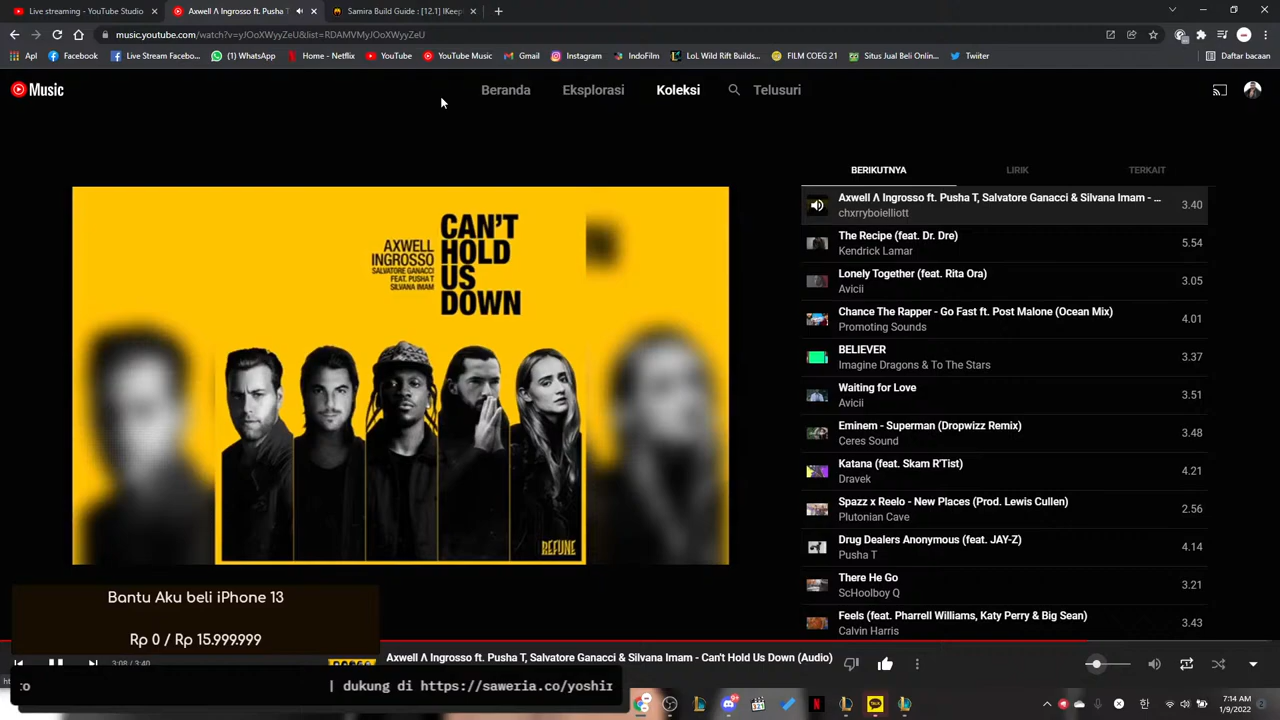 Live streaming - YouTube Studio
Axwell Λ Ingrosso ft. Pusha T
Samira Build Guide : [12.1] IKeep
music.youtube.com/watch?v=yJOoXWyyZeU&list=RDAMVMyJOoXWyyZeU
Apl
Facebook
Live Stream Facebo...
(1) WhatsApp
Home - Netflix
YouTube
YouTube Music
Gmail
Instagram
IndoFilm
LoL Wild Rift Builds...
FILM COEG 21
Situs Jual Beli Onlin...
Twiiter
Daftar bacaan
Music
Beranda
Eksplorasi
Koleksi
Telusuri
CAN'T
HOLD
US
DOWN
AXWELL
INGROSSO
SALVATORE GANACCI
FEAT. PUSHA T
SILVANA IMAM
REFUNE
BERIKUTNYA
LIRIK
TERKAIT
Axwell Λ Ingrosso ft. Pusha T, Salvatore Ganacci & Silvana Imam - ...
chxrryboielliott
3.40
The Recipe (feat. Dr. Dre)
Kendrick Lamar
5.54
Lonely Together (feat. Rita Ora)
Avicii
3.05
Chance The Rapper - Go Fast ft. Post Malone (Ocean Mix)
Promoting Sounds
4.01
BELIEVER
Imagine Dragons & To The Stars
3.37
Waiting for Love
Avicii
3.51
Eminem - Superman (Dropwizz Remix)
Ceres Sound
3.48
Katana (feat. Skam R'Tist)
Dravek
4.21
Spazz x Reelo - New Places (Prod. Lewis Cullen)
Plutonian Cave
2.56
Drug Dealers Anonymous (feat. JAY-Z)
Pusha T
4.14
There He Go
ScHoolboy Q
3.21
Feels (feat. Pharrell Williams, Katy Perry & Big Sean)
Calvin Harris
3.43
Bantu Aku beli iPhone 13
Rp 0 / Rp 15.999.999
3:08 / 3:40
Axwell Λ Ingrosso ft. Pusha T, Salvatore Ganacci & Silvana Imam - Can't Hold Us Down (Audio)
to | dukung di https://saweria.co/yoshir
7:14 AM
1/9/2022